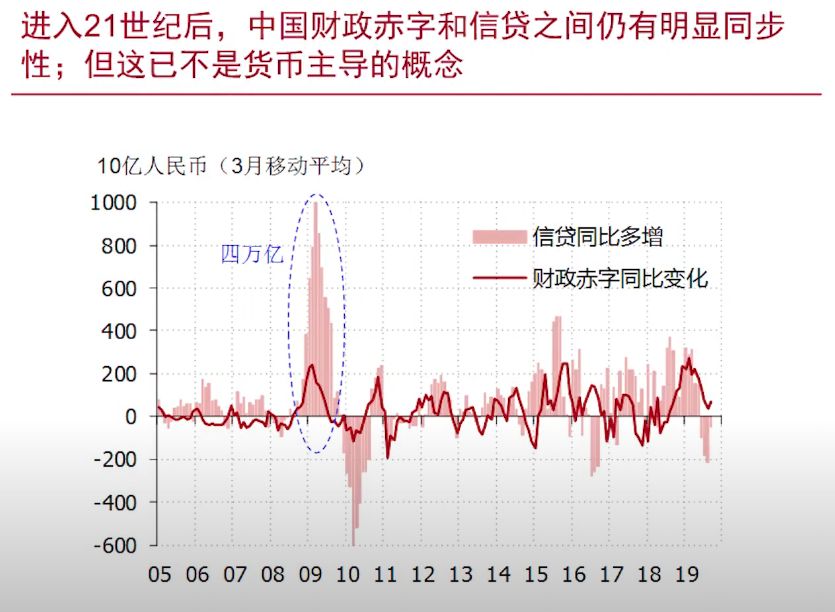 进入21世纪后，中国财政赤字和信贷之间仍有明显同步
性；但这已不是货币主导的概念
10亿人民币（3月移动平均）
1000
800
600
400
200
0
-200
-400
-600
四万亿
信贷同比多增
财政赤字同比变化
05 06 07 08 09 10 11 12 13 14 15 16 17 18 19